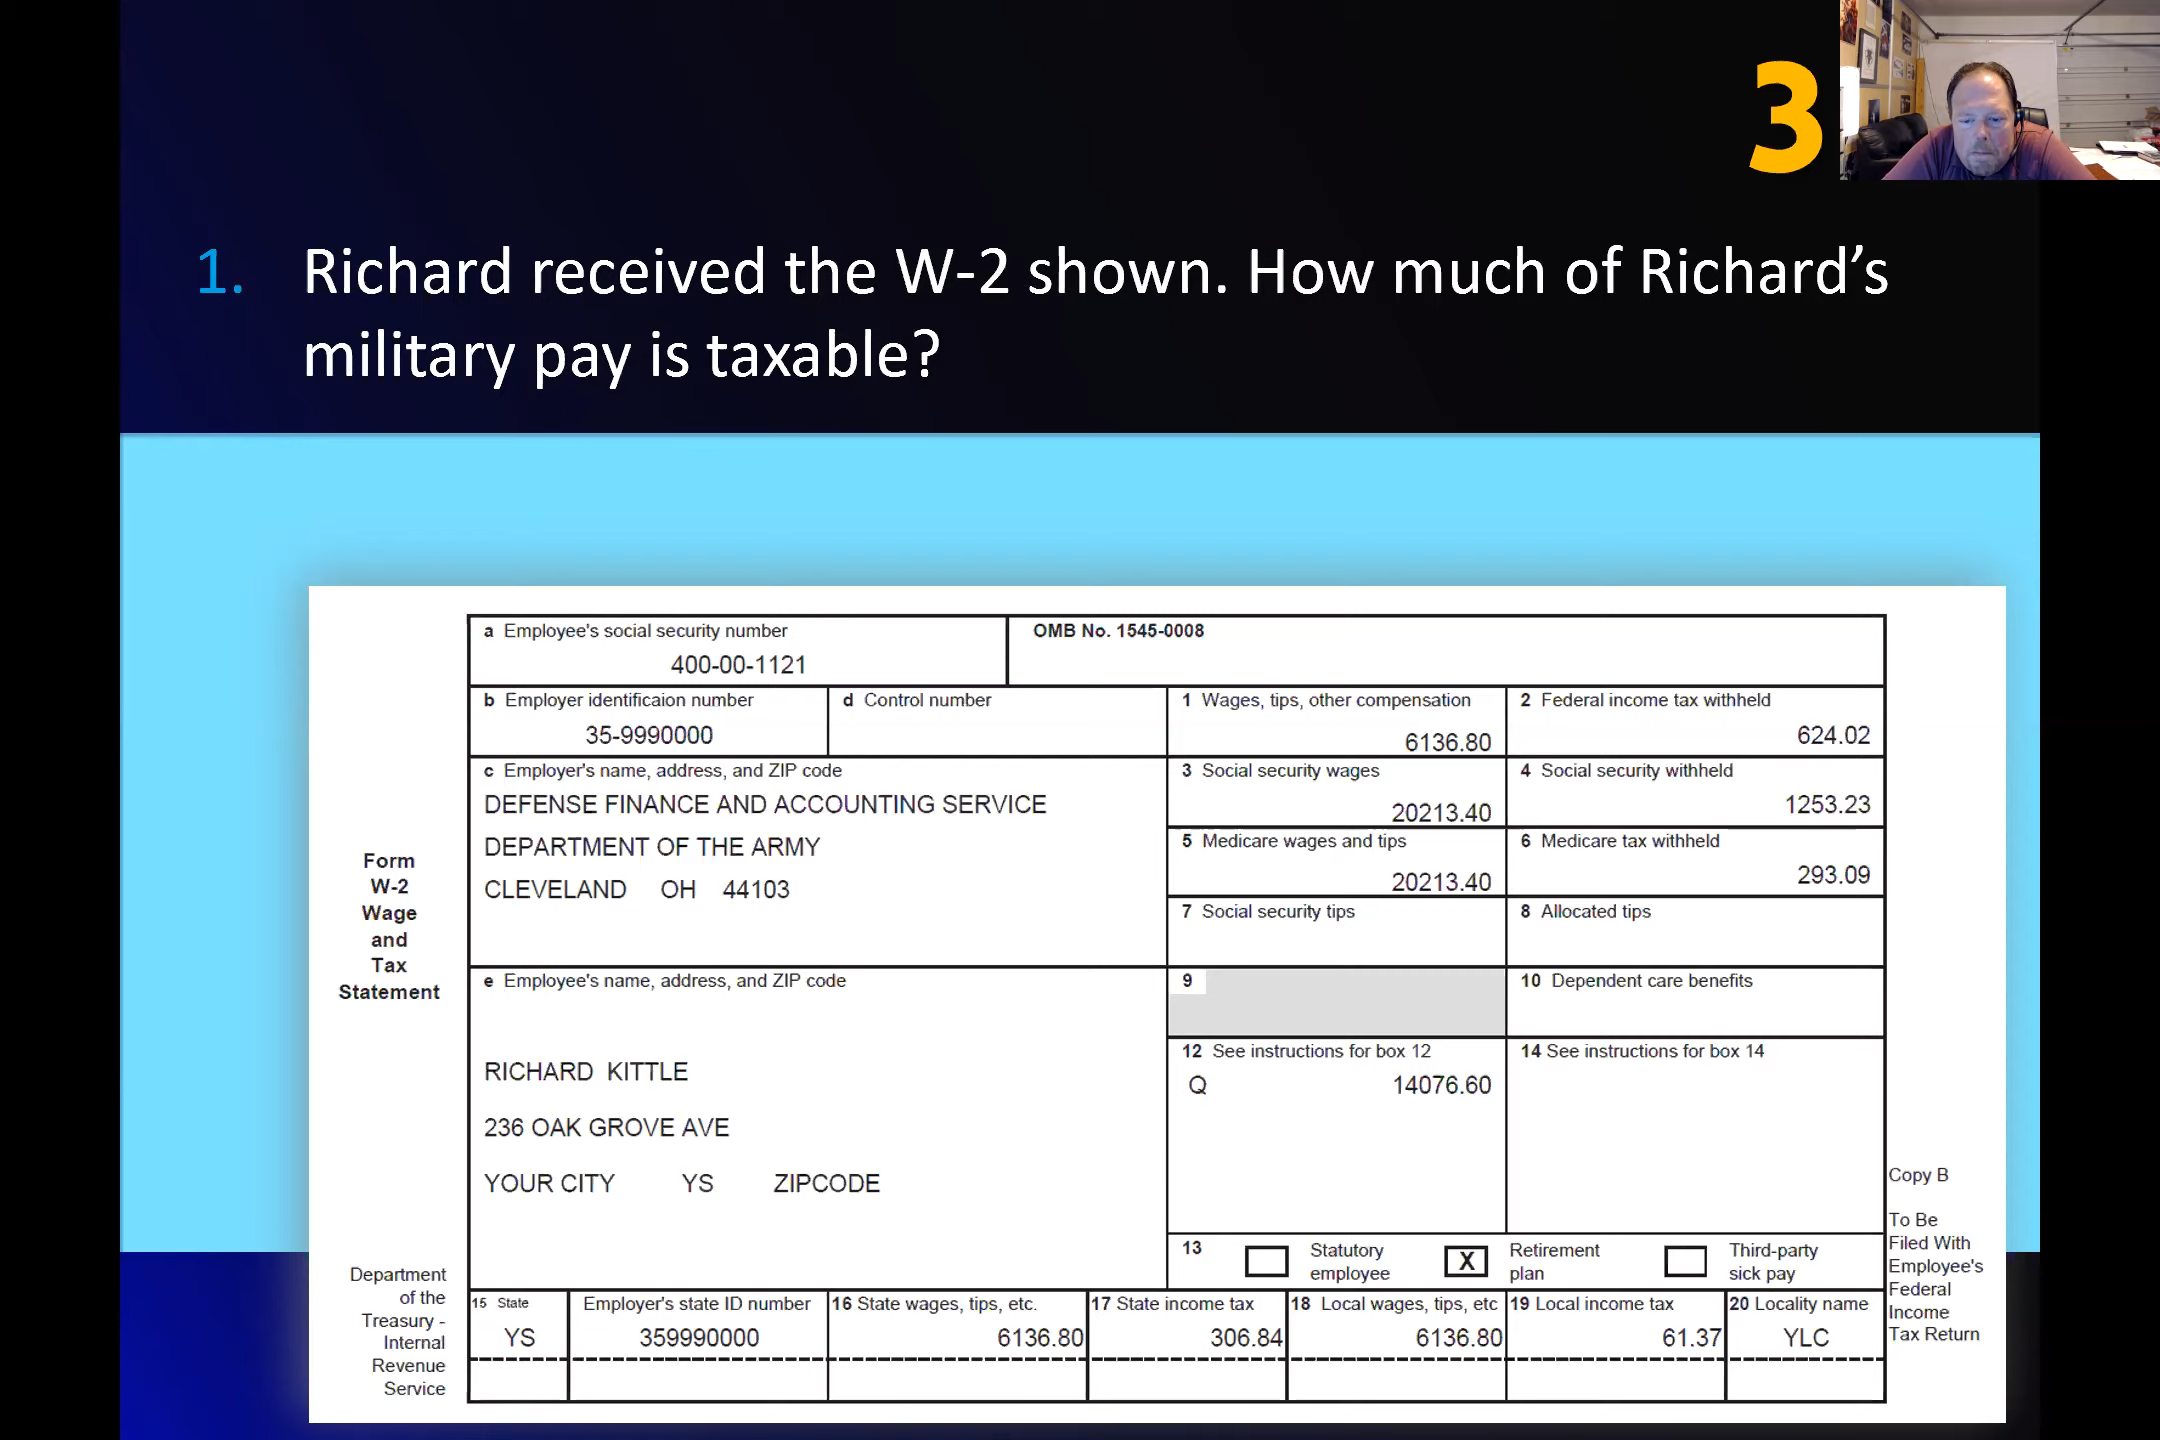 3
1. Richard received the W-2 shown. How much of Richard’s
military pay is taxable?
a Employee's social security number
400-00-1121
OMB No. 1545-0008
b Employer identificaion number
35-9990000
d Control number
1 Wages, tips, other compensation
6136.80
2 Federal income tax withheld
624.02
c Employer's name, address, and ZIP code
DEFENSE FINANCE AND ACCOUNTING SERVICE
DEPARTMENT OF THE ARMY
CLEVELAND OH 44103
3 Social security wages
20213.40
4 Social security withheld
1253.23
5 Medicare wages and tips
20213.40
6 Medicare tax withheld
293.09
7 Social security tips
8 Allocated tips
Form
W-2
Wage
and
Tax
Statement
e Employee's name, address, and ZIP code
RICHARD KITTLE
236 OAK GROVE AVE
YOUR CITY YS ZIPCODE
9
10 Dependent care benefits
12 See instructions for box 12
Q 14076.60
14 See instructions for box 14
13
Statutory
employee
X
Retirement
plan
Third-party
sick pay
Copy B
To Be
Filed With
Employee's
Federal
Income
Tax Return
Department
of the
Treasury -
Internal
Revenue
Service
15 State
YS
Employer's state ID number
359990000
16 State wages, tips, etc.
6136.80
17 State income tax
306.84
18 Local wages, tips, etc
6136.80
19 Local income tax
61.37
20 Locality name
YLC